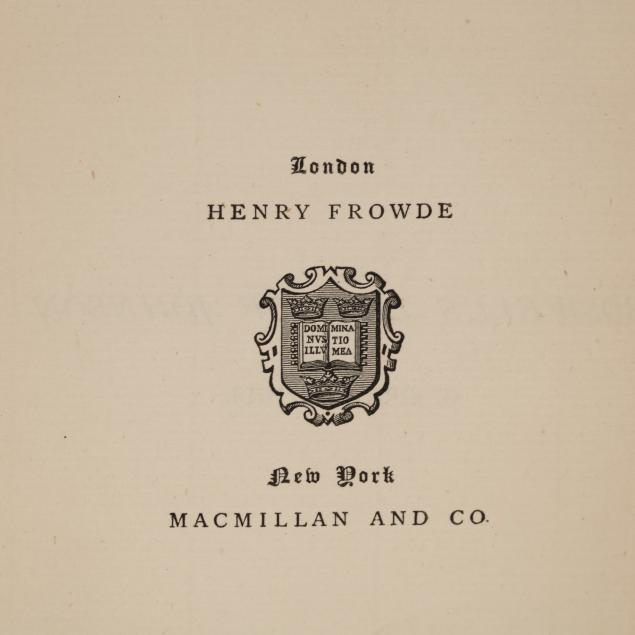 London
HENRY FROWDE
DOMI MINA
NVS TIO
ILLV MEA
New York
MACMILLAN AND CO.